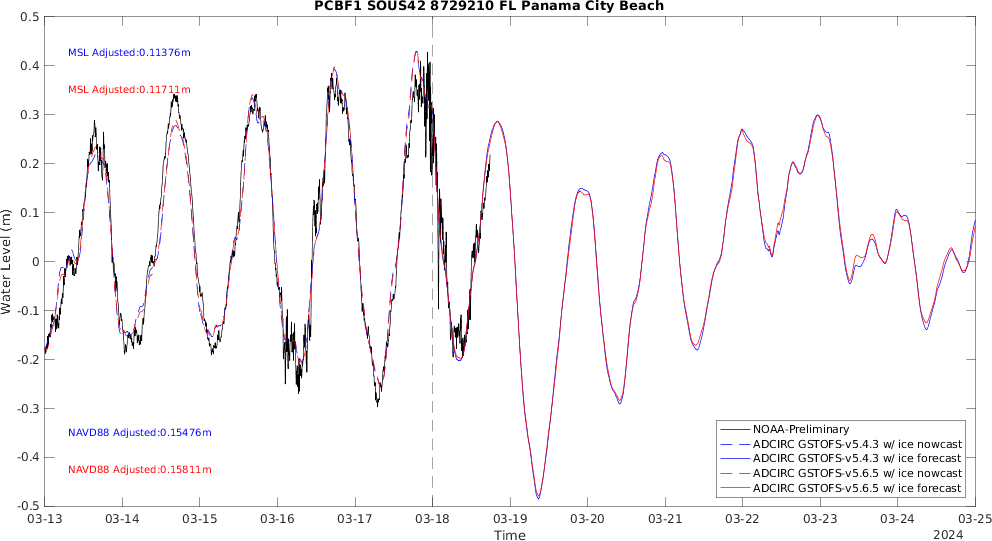 PCBF1 SOUS42 8729210 FL Panama City Beach
0.5
0.4
0.3
0.2
0.1
0
-0.1
-0.2
-0.3
-0.4
-0.5
Water Level (m)
MSL Adjusted:0.11376m
MSL Adjusted:0.11711m
NAVD88 Adjusted:0.15476m
NAVD88 Adjusted:0.15811m
NOAA-Preliminary
ADCIRC GSTOFS-v5.4.3 w/ ice nowcast
ADCIRC GSTOFS-v5.4.3 w/ ice forecast
ADCIRC GSTOFS-v5.6.5 w/ ice nowcast
ADCIRC GSTOFS-v5.6.5 w/ ice forecast
03-13 03-14 03-15 03-16 03-17 03-18 03-19 03-20 03-21 03-22 03-23 03-24 03-25
Time
2024